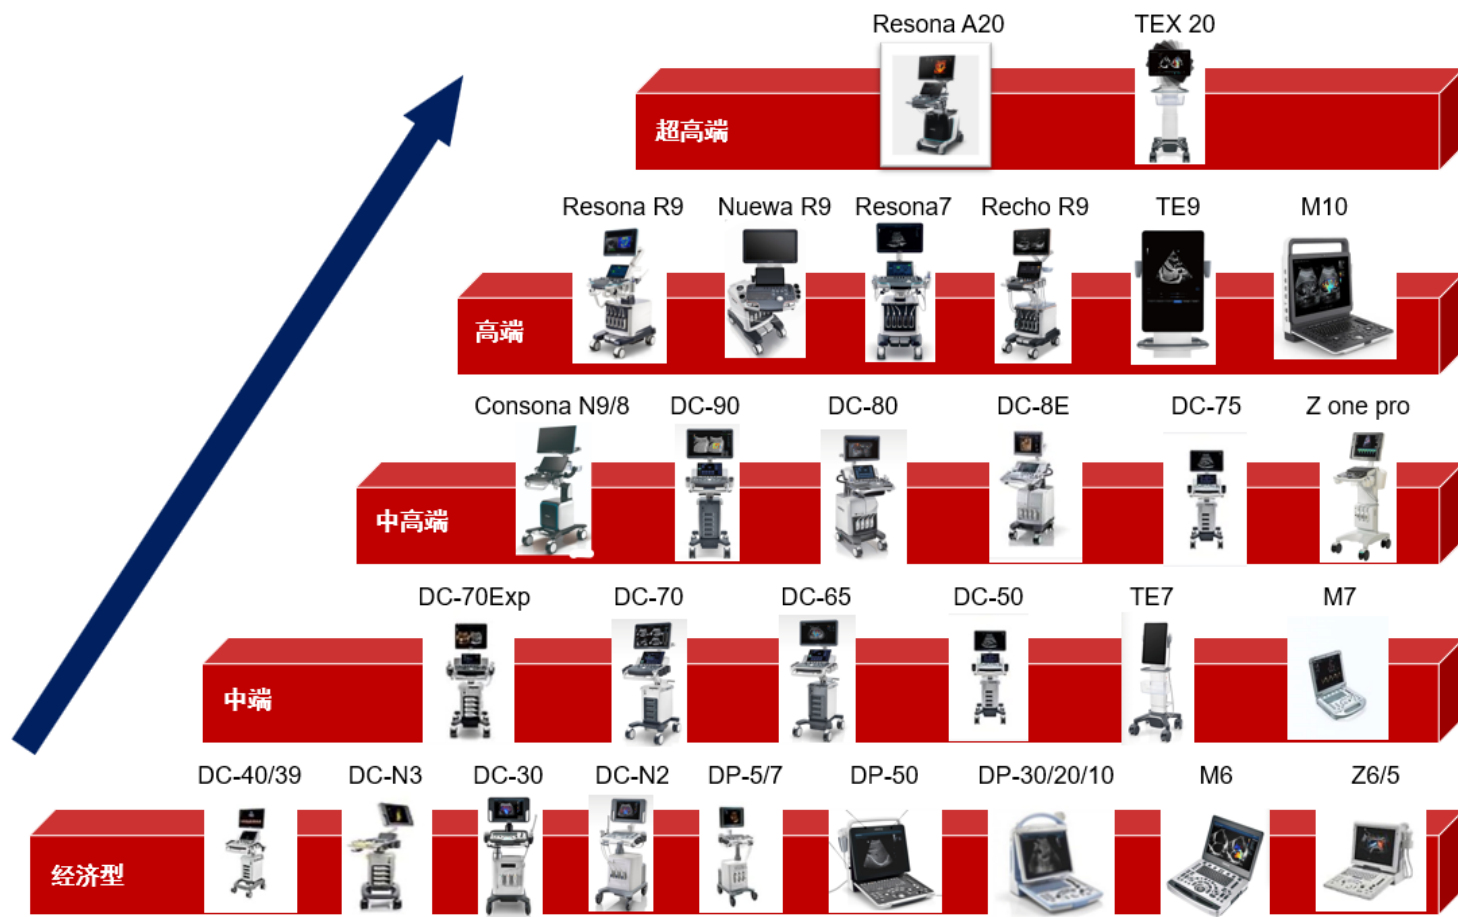 Resona A20 TEX 20
超高端
Resona R9 Nuewa R9 Resona7 Recho R9 TE9 M10
高端
Consona N9/8 DC-90 DC-80 DC-8E DC-75 Z one pro
中高端
DC-70Exp DC-70 DC-65 DC-50 TE7 M7
中端
DC-40/39 DC-N3 DC-30 DC-N2 DP-5/7 DP-50 DP-30/20/10 M6 Z6/5
经济型